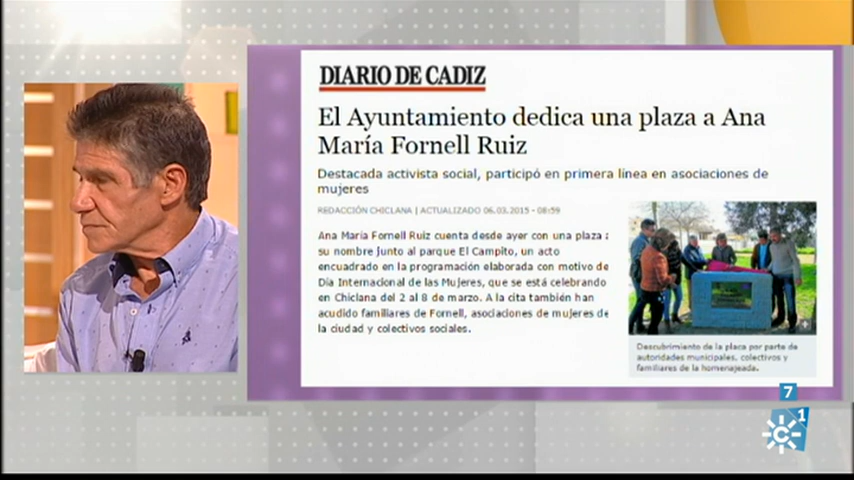 DIARIO DE CADIZ
El Ayuntamiento dedica una plaza a Ana
María Fornell Ruiz
Destacada activista social, participó en primera línea en asociaciones de
mujeres
REDACCIÓN CHICLANA | ACTUALIZADO 06.03.2015 - 08:59
Ana María Fornell Ruiz cuenta desde ayer con una plaza a
su nombre junto al parque El Campito, un acto
encuadrado en la programación elaborada con motivo de
Día Internacional de las Mujeres, que se está celebrando
en Chiclana del 2 al 8 de marzo. A la cita también han
acudido familiares de Fornell, asociaciones de mujeres de
la ciudad y colectivos sociales.
Descubrimiento de la placa por parte de
autoridades municipales, colectivos y
familiares de la homenajeada.
7
1